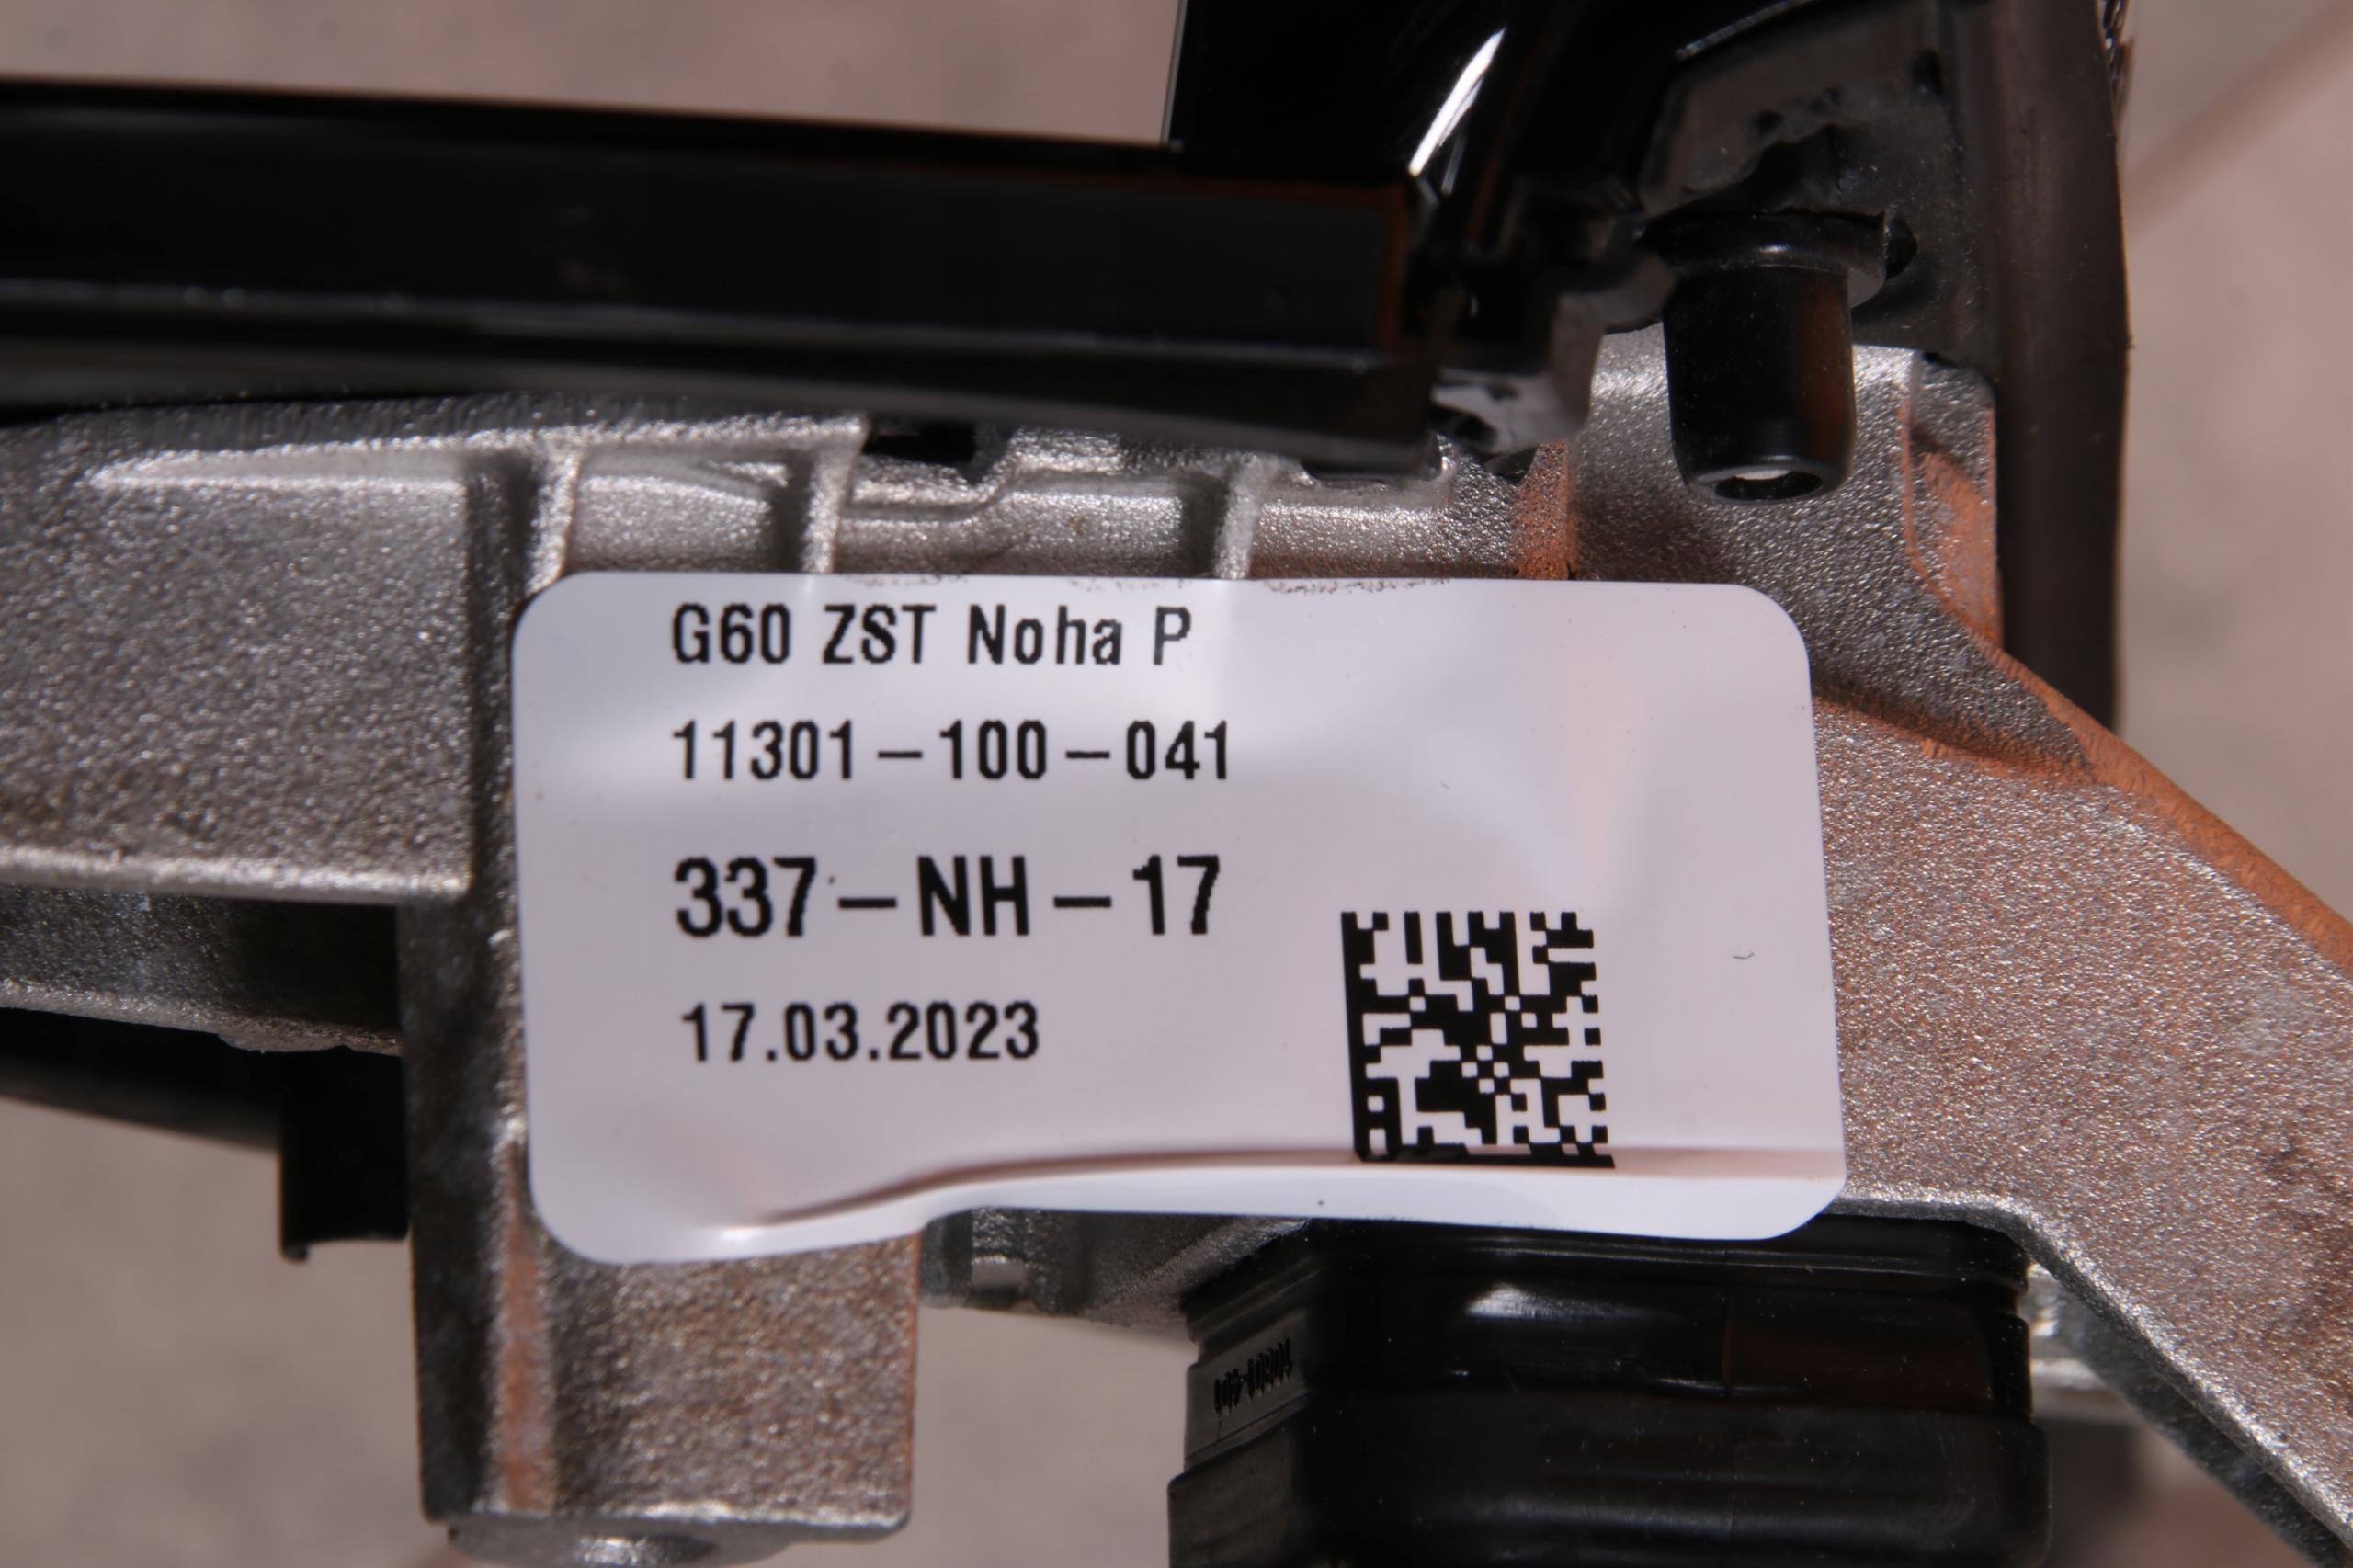 G60 ZST Noha P
11301-100-041
337-NH-17
17.03.2023